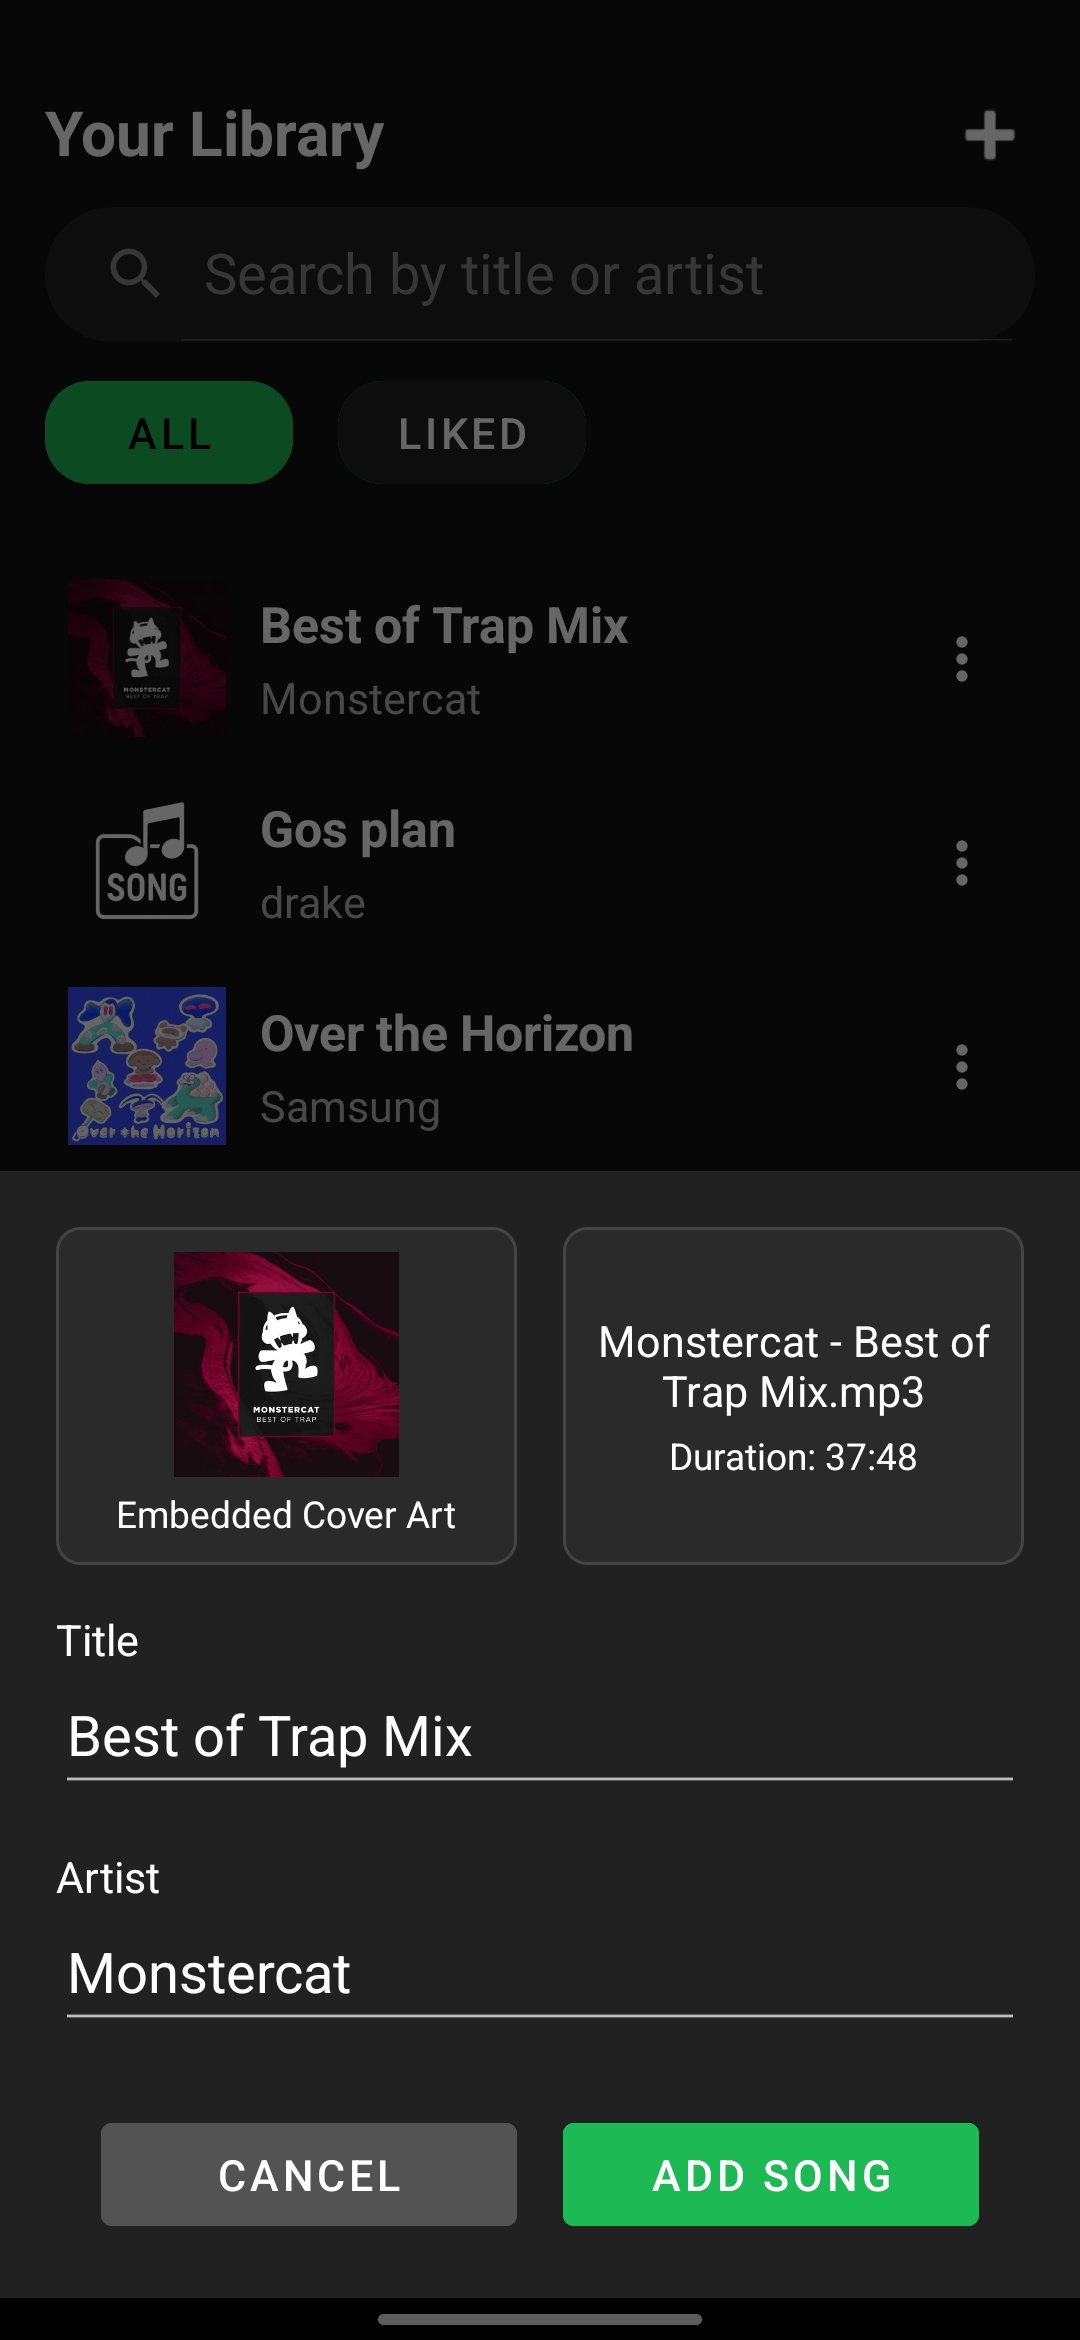 Your Library
Search by title or artist
ALL
LIKED
Best of Trap Mix
Monstercat
MONSTERCAT
BEST OF TRAP
SONG
Gos plan
drake
Over the Horizon
Over the Horizon
Samsung
MONSTERCAT
BEST OF TRAP
Embedded Cover Art
Monstercat - Best of
Trap Mix.mp3
Duration: 37:48
Title
Best of Trap Mix
Artist
Monstercat
CANCEL
ADD SONG